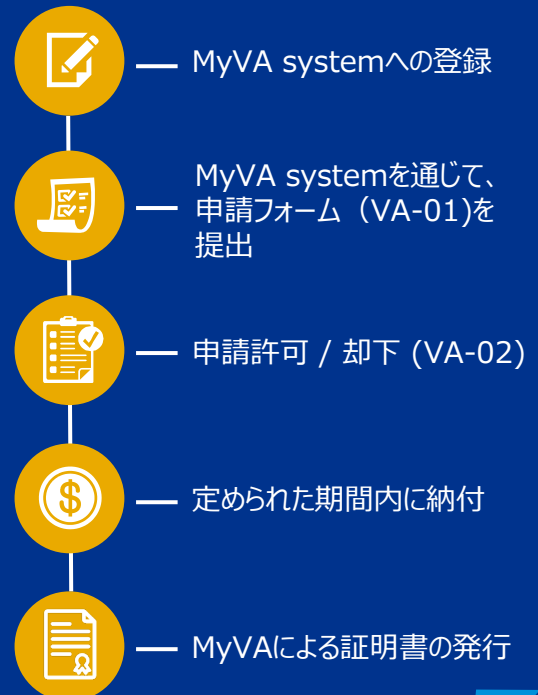 MyVA systemへの登録
MyVA systemを通じて、
申請フォーム（VA-01)を
提出
申請許可 / 却下 (VA-02)
$
定められた期間内に納付
MyVAによる証明書の発行